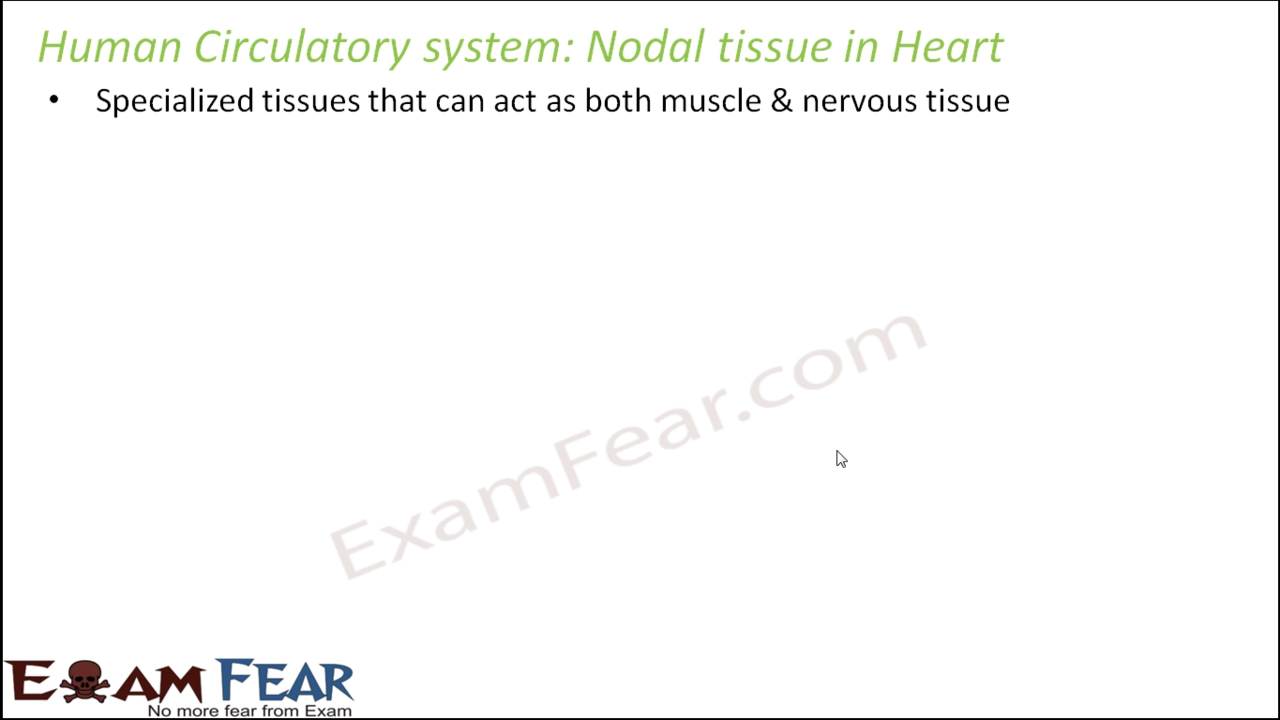 Human Circulatory system: Nodal tissue in Heart
• Specialized tissues that can act as both muscle & nervous tissue
ExamFear.com
EXAM FEAR
No more fear from Exam